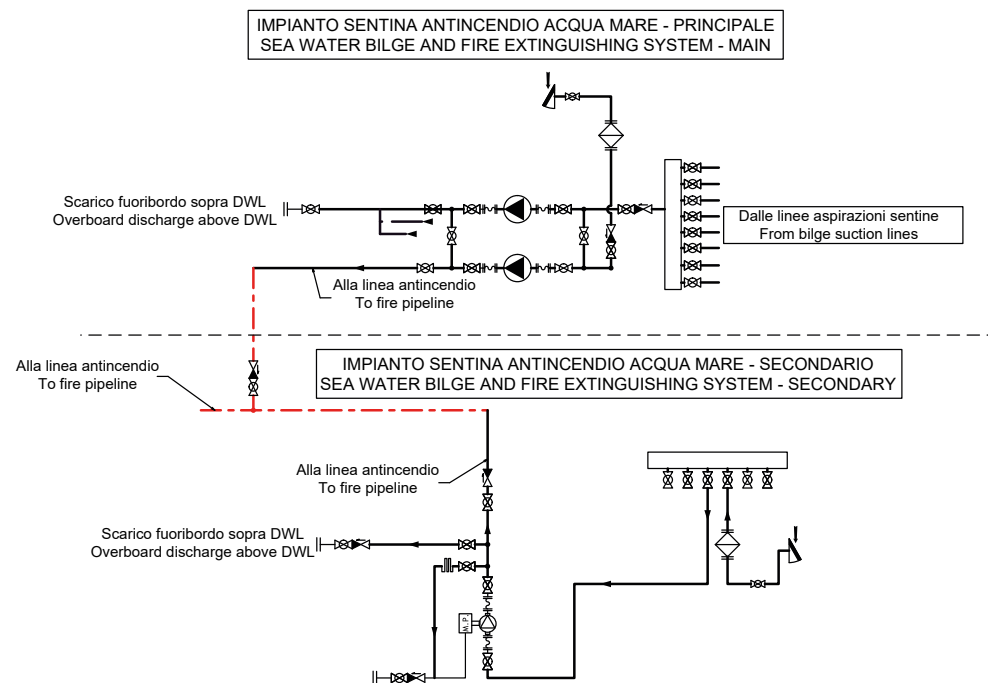 IMPIANTO SENTINA ANTINCENDIO ACQUA MARE - PRINCIPALE
SEA WATER BILGE AND FIRE EXTINGUISHING SYSTEM - MAIN
Scarico fuoribordo sopra DWL
Overboard discharge above DWL
Dalle linee aspirazioni sentine
From bilge suction lines
Alla linea antincendio
To fire pipeline
IMPIANTO SENTINA ANTINCENDIO ACQUA MARE - SECONDARIO
SEA WATER BILGE AND FIRE EXTINGUISHING SYSTEM - SECONDARY
Alla linea antincendio
To fire pipeline
Alla linea antincendio
To fire pipeline
Scarico fuoribordo sopra DWL
Overboard discharge above DWL
M.P.